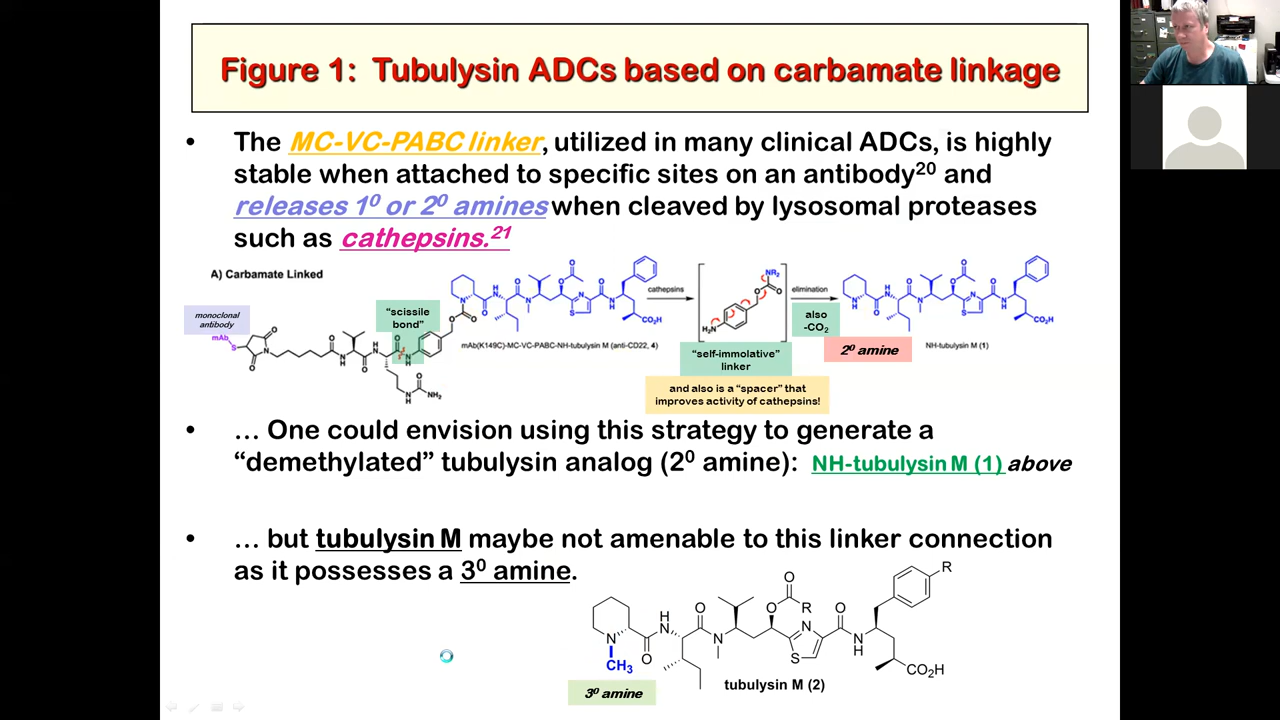 Figure 1: Tubulysin ADCs based on carbamate linkage
• The MC-VC-PABC linker, utilized in many clinical ADCs, is highly
stable when attached to specific sites on an antibody20 and
releases 10 or 20 amines when cleaved by lysosomal proteases
such as cathepsins.21
A) Carbamate Linked
monoclonal
antibody
mAb
S
O
N
O
O
H
N
O
N
H
O
N
H
"scissile
bond"
O
O
N
H
N
O
O
N
O
O
N
S
O
N
H
CO2H
N
H
O
NH2
mAb(K149C)-MC-VC-PABC-NH-tubulysin M (anti-CD22, 4)
cathepsins
NR2
O
O
H2N
"self-immolative"
linker
and also is a "spacer" that
improves activity of cathepsins!
elimination
also
-CO2
20 amine
N
H
O
H
N
O
N
O
O
N
S
O
N
H
CO2H
NH-tubulysin M (1)
• … One could envision using this strategy to generate a
"demethylated" tubulysin analog (20 amine): NH-tubulysin M (1) above
• … but tubulysin M maybe not amenable to this linker connection
as it possesses a 30 amine.
N
CH3
O
H
N
O
N
O
O
R
N
S
O
N
H
R
CO2H
30 amine
tubulysin M (2)